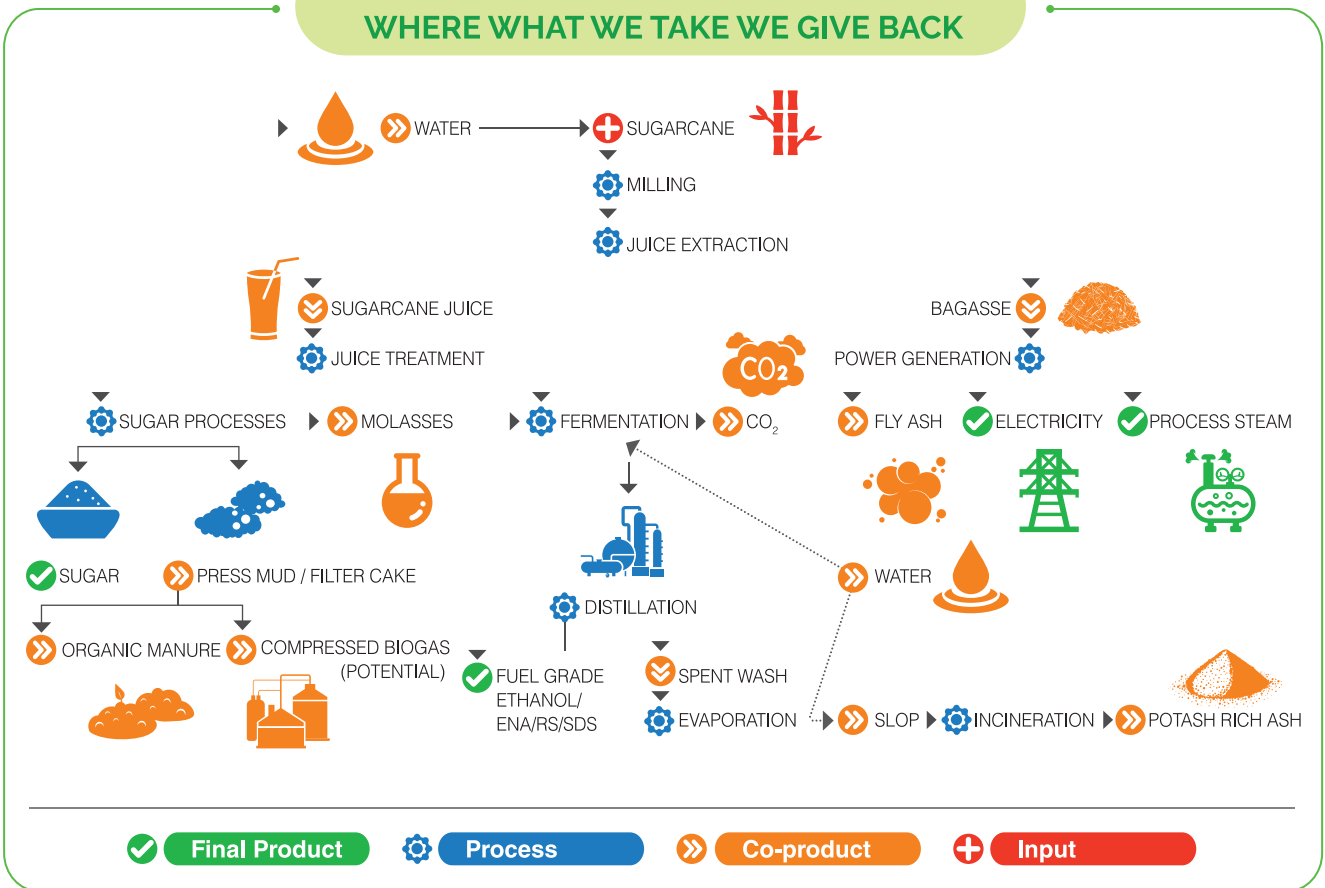 WHERE WHAT WE TAKE WE GIVE BACK
WATER
SUGARCANE
MILLING
JUICE EXTRACTION
SUGARCANE JUICE
BAGASSE
JUICE TREATMENT
CO2
POWER GENERATION
SUGAR PROCESSES
MOLASSES
FERMENTATION
CO₂
FLY ASH
ELECTRICITY
PROCESS STEAM
SUGAR
PRESS MUD / FILTER CAKE
WATER
DISTILLATION
ORGANIC MANURE
COMPRESSED BIOGAS
(POTENTIAL)
FUEL GRADE
ETHANOL/
ENA/RS/SDS
SPENT WASH
EVAPORATION
SLOP
INCINERATION
POTASH RICH ASH
Final Product
Process
Co-product
Input